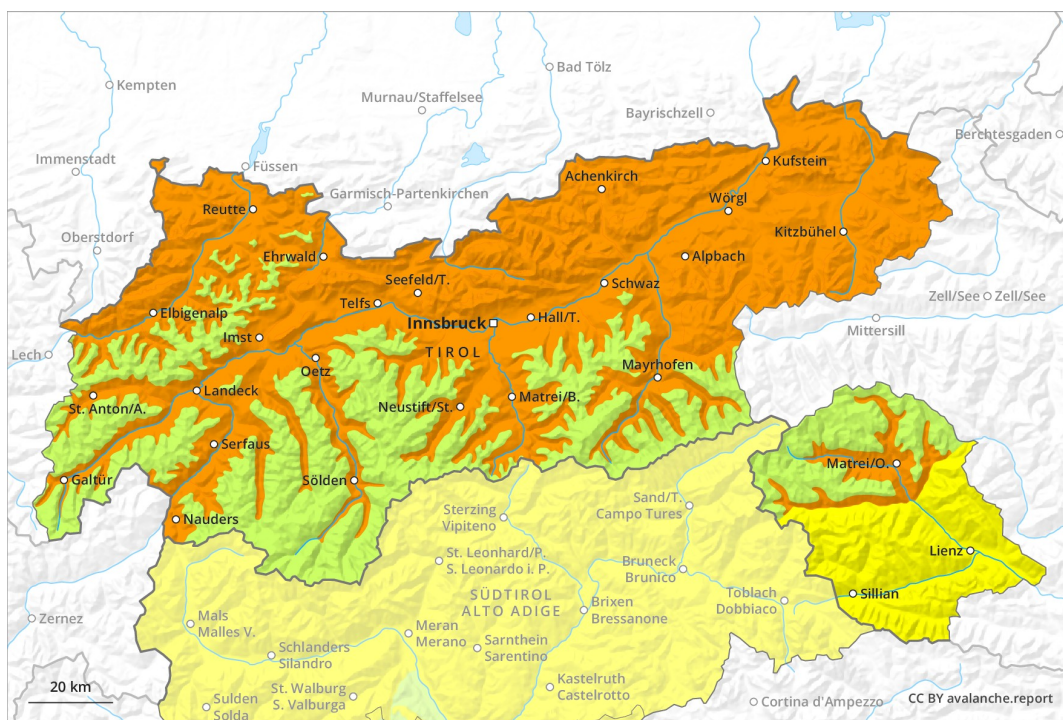 Kempten
Bad Tölz
Murnau/Staffelsee
Bayrischzell
Berchtesgaden
Immenstadt
Füssen
Kufstein
Achenkirch
Garmisch-Partenkirchen
Wörgl
Reutte
Oberstdorf
Kitzbühel
Ehrwald
Alpbach
Seefeld/T.
Schwaz
Zell/See
Zell/See
Telfs
Elbigenalp
Hall/T.
Innsbruck
Mittersill
Imst
Lech
TIROL
Oetz
Mayrhofen
Landeck
Matrei/B.
St. Anton/A.
Neustift/St.
Serfaus
Matrei/O.
Galtür
Sölden
Sand/T.
Campo Tures
Sterzing
Vipiteno
Nauders
Lienz
St. Leonhard/P.
S. Leonardo i. P.
Bruneck
Brunico
Sillian
SÜDTIROL
ALTO ADIGE
Toblach
Dobbiaco
Brixen
Bressanone
Zernez
Mals
Malles V.
Meran
Merano
Sarnthein
Sarentino
Schlanders
Silandro
20 km
St. Walburg
S. Valburga
Kastelruth
Castelrotto
Sulden
Solda
Cortina d'Ampezzo
CC BY avalanche.report